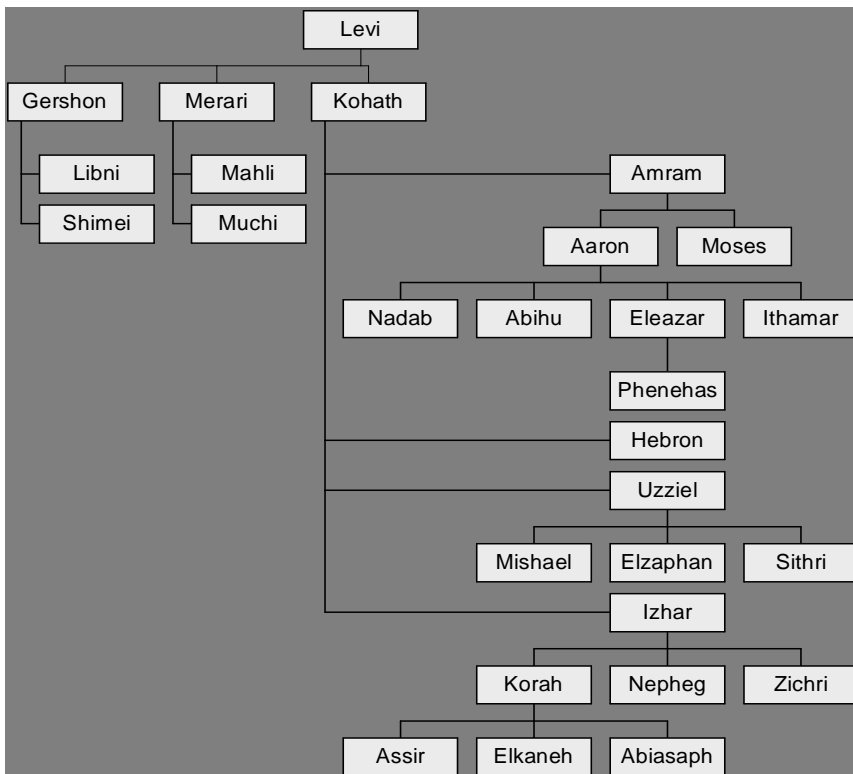 Levi
Gershon Merari Kohath
Libni Mahli Amram
Shimei Muchi
Aaron Moses
Nadab Abihu Eleazar Ithamar
Phenehas
Hebron
Uzziel
Mishael Elzaphan Sithri
Izhar
Korah Nepheg Zichri
Assir Elkaneh Abiasaph